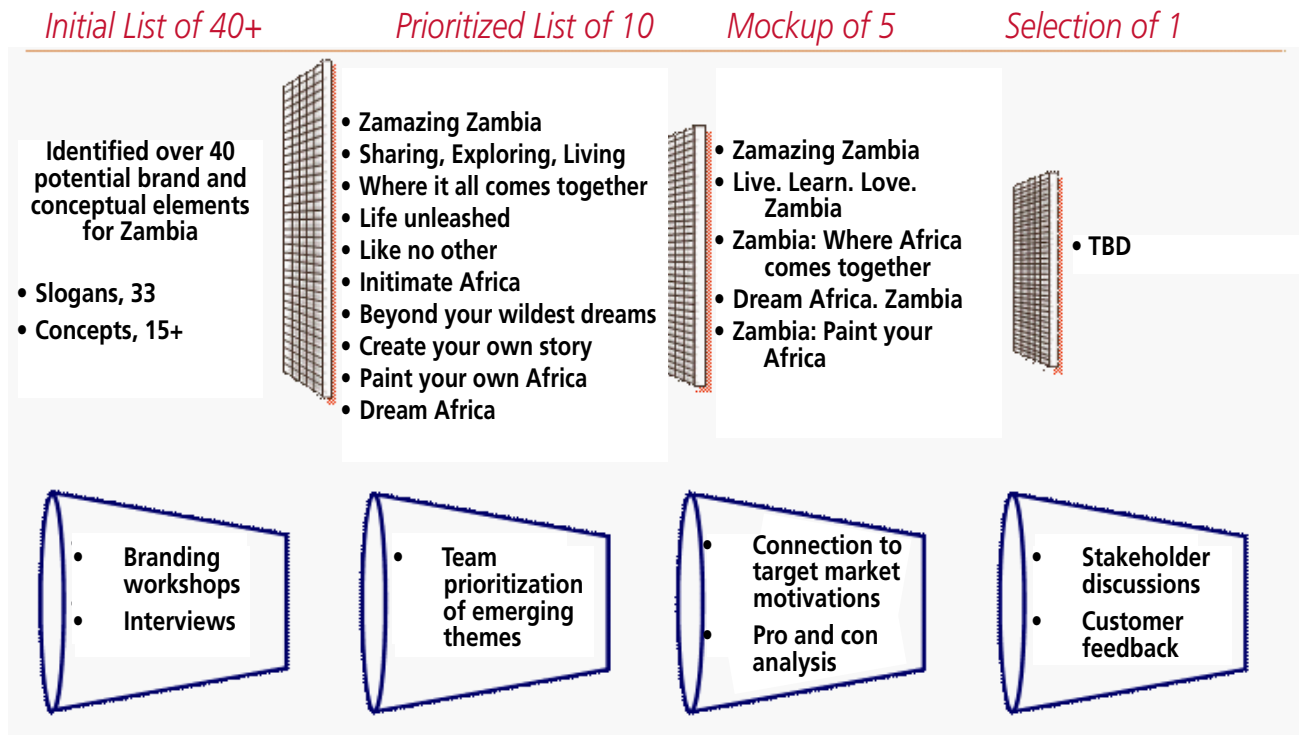 Initial List of 40+
Prioritized List of 10
Mockup of 5
Selection of 1
Identified over 40
potential brand and
conceptual elements
for Zambia
• Slogans, 33
• Concepts, 15+
• Zamazing Zambia
• Sharing, Exploring, Living
• Where it all comes together
• Life unleashed
• Like no other
• Initimate Africa
• Beyond your wildest dreams
• Create your own story
• Paint your own Africa
• Dream Africa
• Zamazing Zambia
• Live. Learn. Love.
Zambia
• Zambia: Where Africa
comes together
• Dream Africa. Zambia
• Zambia: Paint your
Africa
• TBD
• Branding
workshops
• Interviews
• Team
prioritization
of emerging
themes
• Connection to
target market
motivations
• Pro and con
analysis
• Stakeholder
discussions
• Customer
feedback